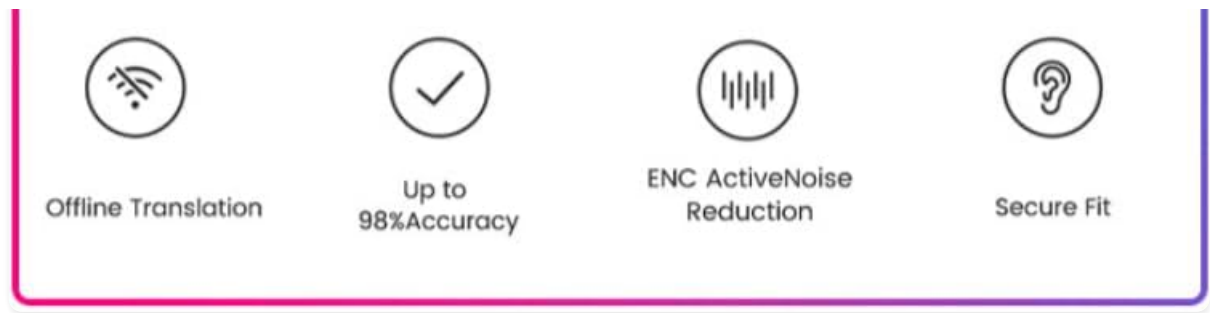 Offline Translation
Up to
98%Accuracy
ENC ActiveNoise
Reduction
Secure Fit